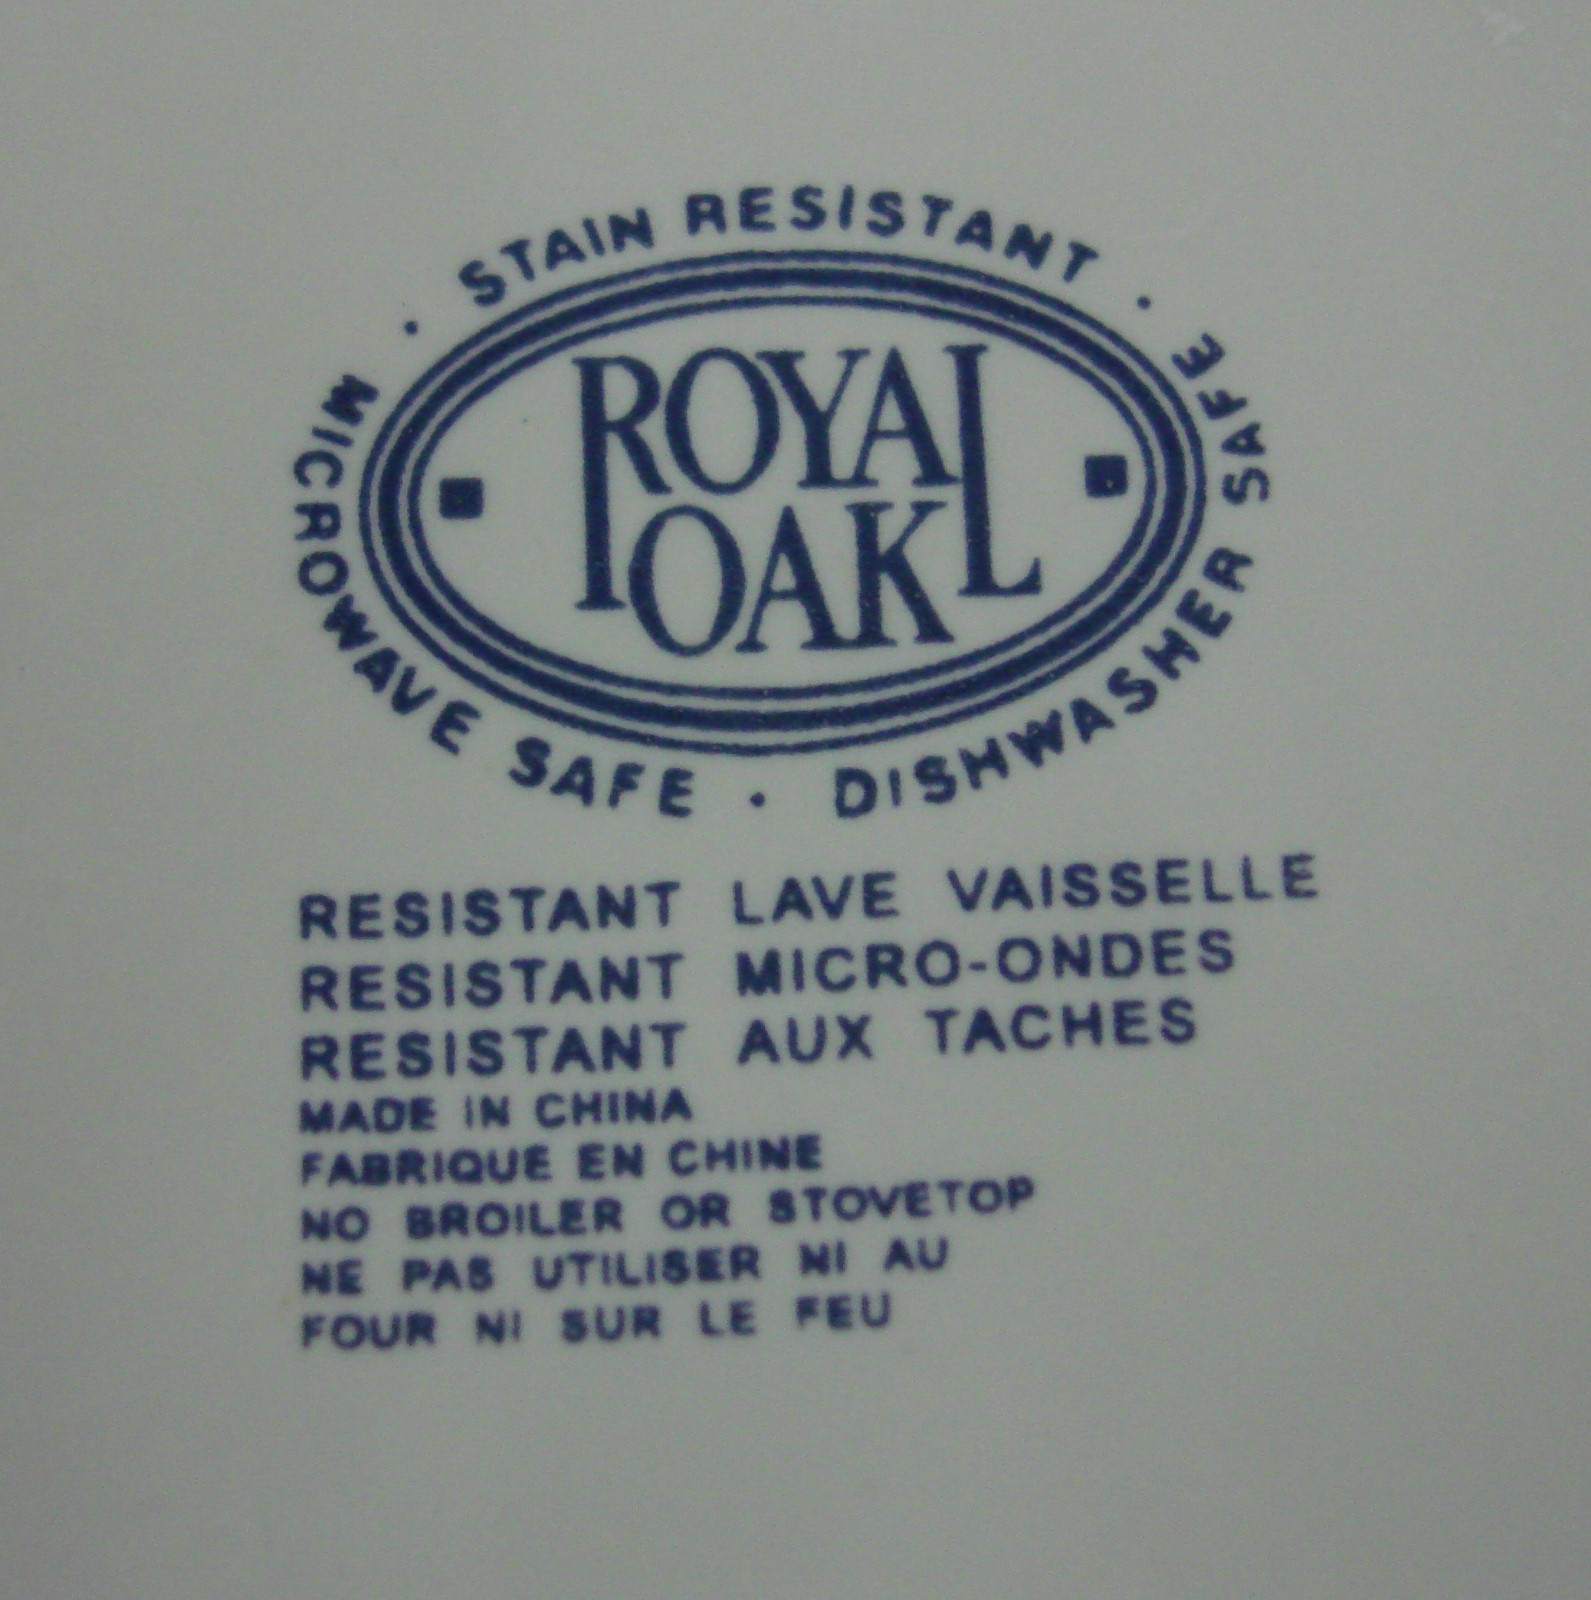 · STAIN RESISTANT ·
ROYAL
OAK
MICROWAVE SAFE · DISHWASHER SAFE
RESISTANT LAVE VAISSELLE
RESISTANT MICRO-ONDES
RESISTANT AUX TACHES
MADE IN CHINA
FABRIQUE EN CHINE
NO BROILER OR STOVETOP
NE PAS UTILISER NI AU
FOUR NI SUR LE FEU